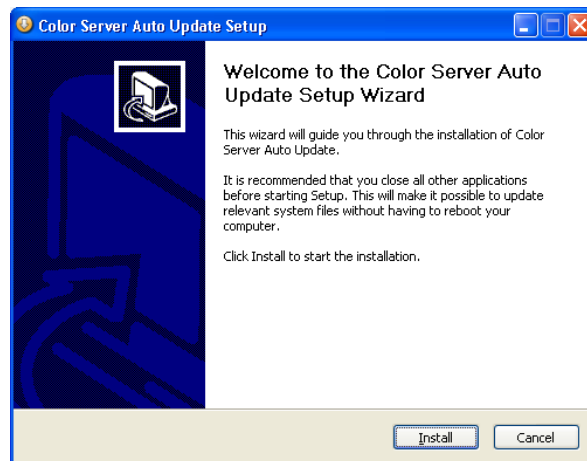 Color Server Auto Update Setup
Welcome to the Color Server Auto
Update Setup Wizard
This wizard will guide you through the installation of Color
Server Auto Update.
It is recommended that you close all other applications
before starting Setup. This will make it possible to update
relevant system files without having to reboot your
computer.
Click Install to start the installation.
Install
Cancel